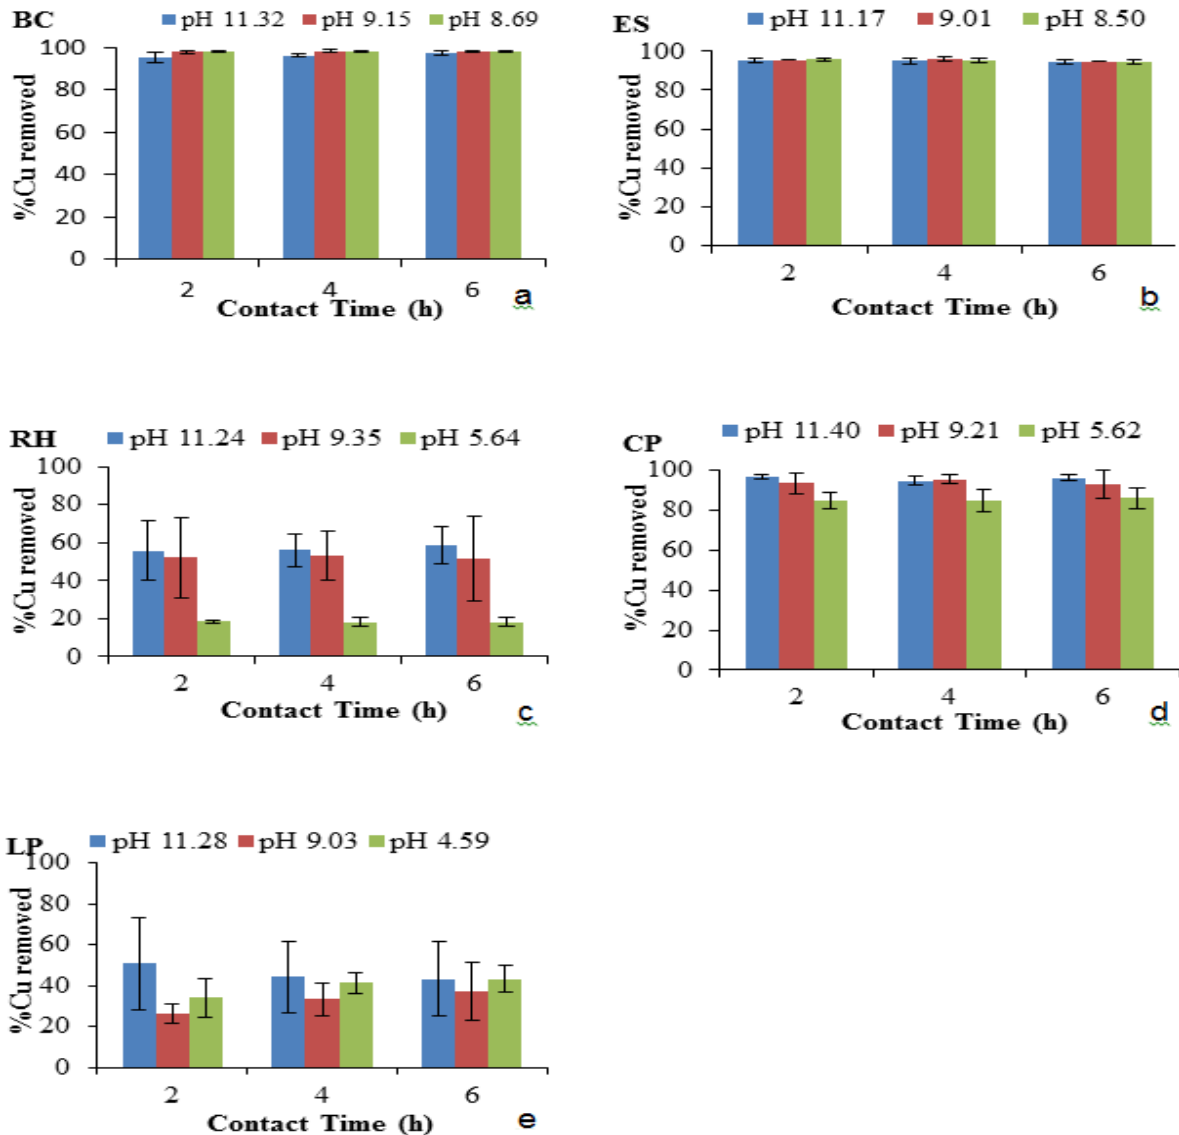 BC
pH 11.32 pH 9.15 pH 8.69
%Cu removed
100
80
60
40
20
0
2 4 6
Contact Time (h)
a
ES
pH 11.17 9.01 pH 8.50
%Cu removed
100
80
60
40
20
0
2 4 6
Contact Time (h)
b
RH
pH 11.24 pH 9.35 pH 5.64
%Cu removed
100
80
60
40
20
0
2 4 6
Contact Time (h)
c
CP
pH 11.40 pH 9.21 pH 5.62
%Cu removed
100
80
60
40
20
0
2 4 6
Contact Time (h)
d
LP
pH 11.28 pH 9.03 pH 4.59
%Cu removed
100
80
60
40
20
0
2 4 6
Contact Time (h)
e